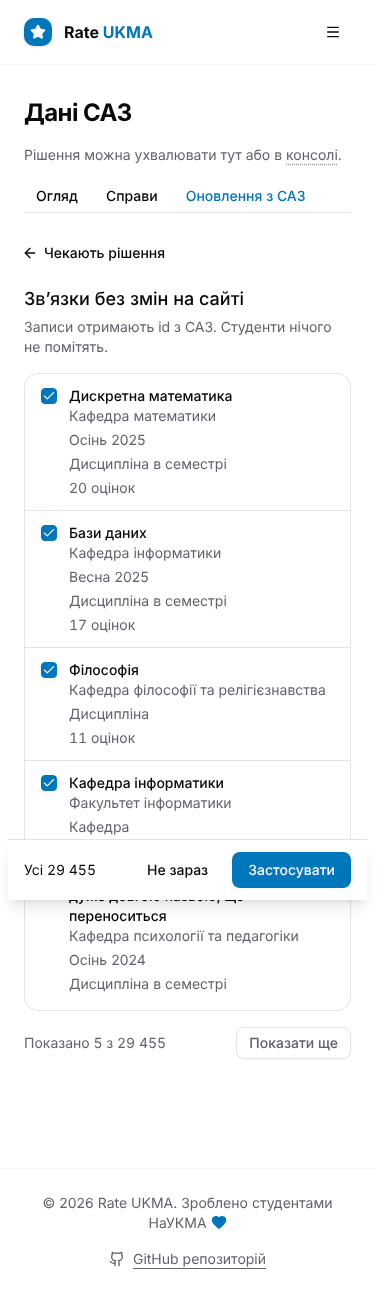 Rate UKMA
Дані САЗ
Рішення можна ухвалювати тут або в консолі.
Огляд Справи Оновлення з САЗ
Чекають рішення
Зв’язки без змін на сайті
Записи отримають id з САЗ. Студенти нічого
не помітять.
Дискретна математика
Кафедра математики
Осінь 2025
Дисципліна в семестрі
20 оцінок
Бази даних
Кафедра інформатики
Весна 2025
Дисципліна в семестрі
17 оцінок
Філософія
Кафедра філософії та релігієзнавства
Дисципліна
11 оцінок
Кафедра інформатики
Факультет інформатики
Кафедра
Усі 29 455 Не зараз Застосувати
переноситься
Кафедра психології та педагогіки
Осінь 2024
Дисципліна в семестрі
Показано 5 з 29 455 Показати ще
© 2026 Rate UKMA. Зроблено студентами
НаУКМА
GitHub репозиторій